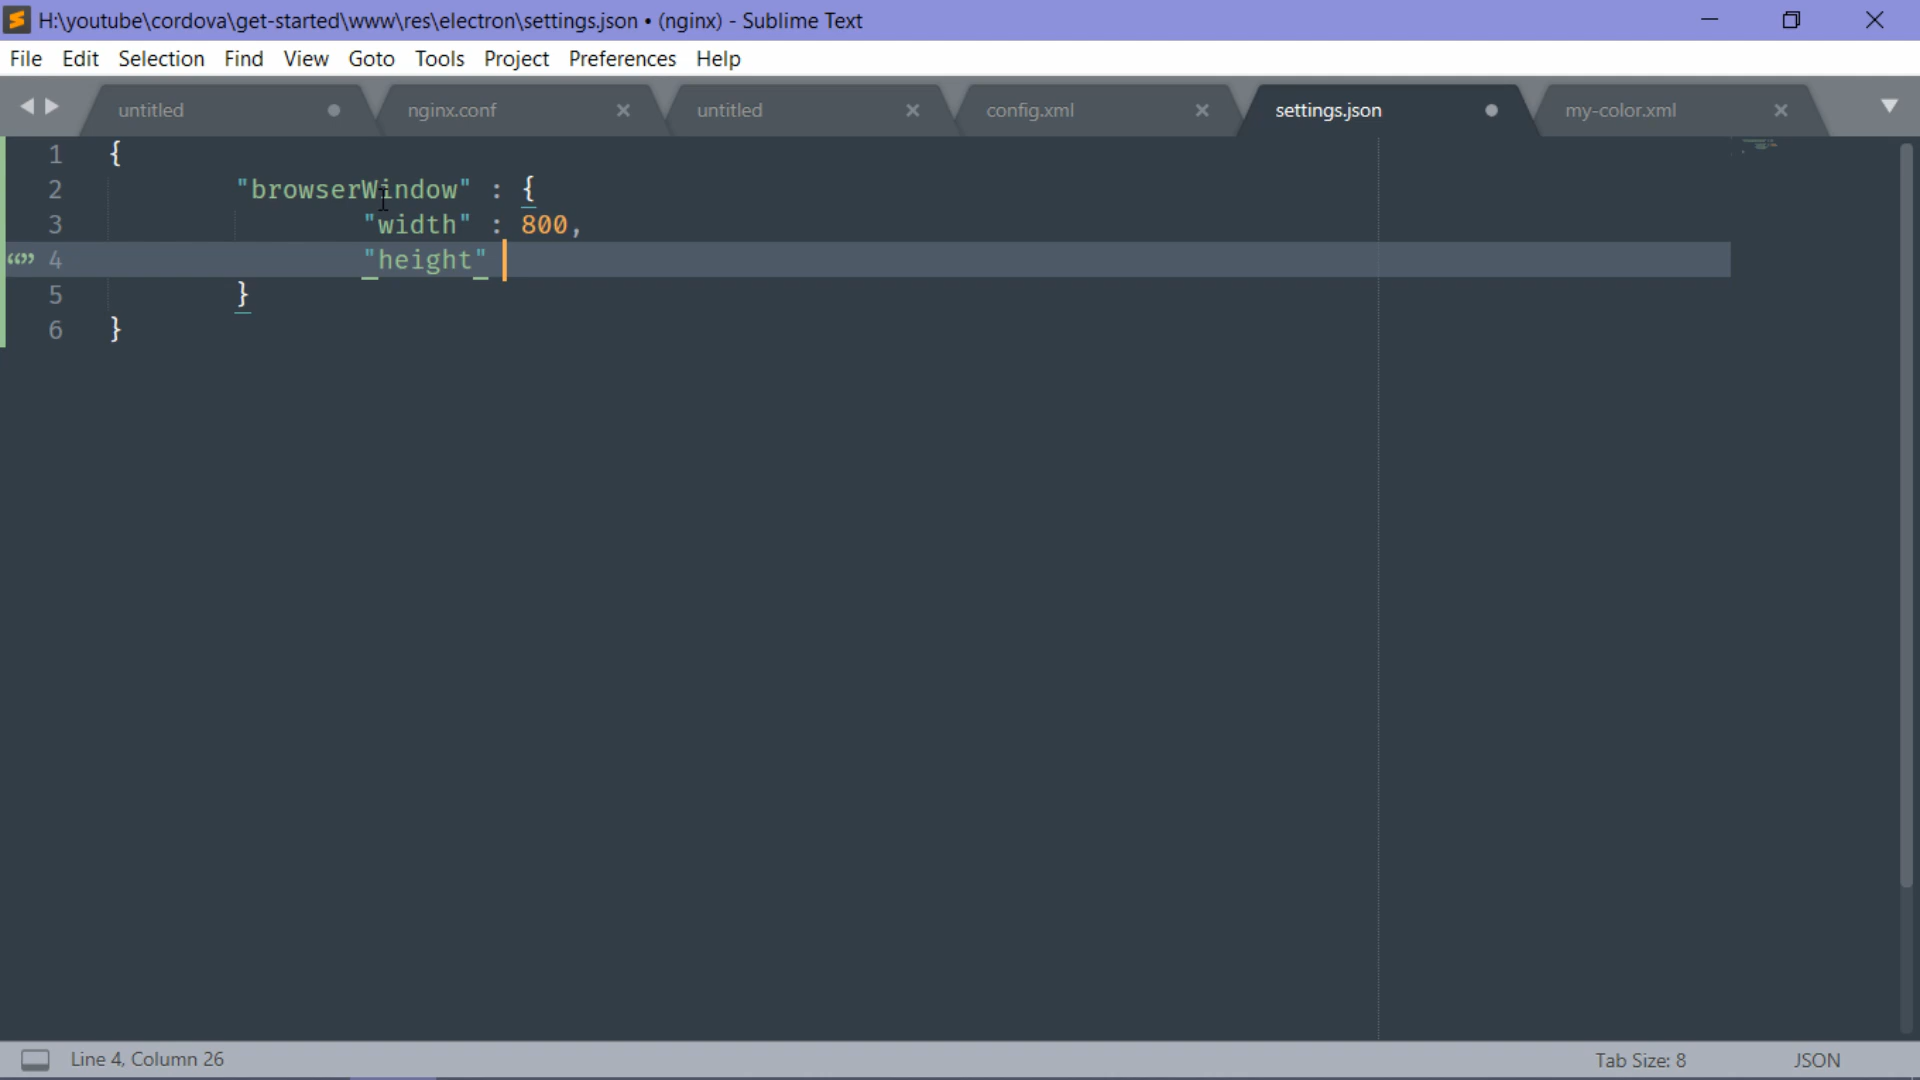 H:\youtube\cordova\get-started\www\res\electron\settings.json • (nginx) - Sublime Text
File Edit Selection Find View Goto Tools Project Preferences Help
untitled nginx.conf untitled config.xml settings.json my-color.xml
1 {
2 "browserWindow" : {
3 "width" : 800,
4 "height"
5 }
6 }
Line 4, Column 26 Tab Size: 8 JSON